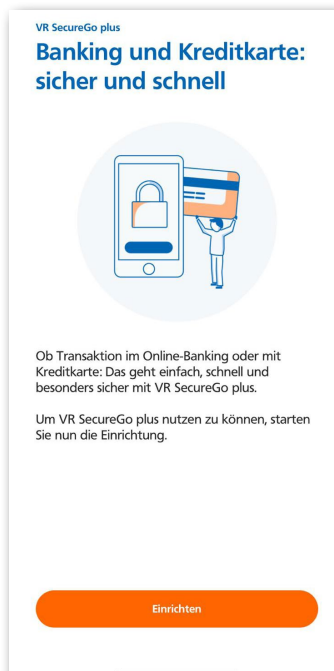 VR SecureGo plus
Banking und Kreditkarte:
sicher und schnell
Ob Transaktion im Online-Banking oder mit
Kreditkarte: Das geht einfach, schnell und
besonders sicher mit VR SecureGo plus.
Um VR SecureGo plus nutzen zu können, starten
Sie nun die Einrichtung.
Einrichten